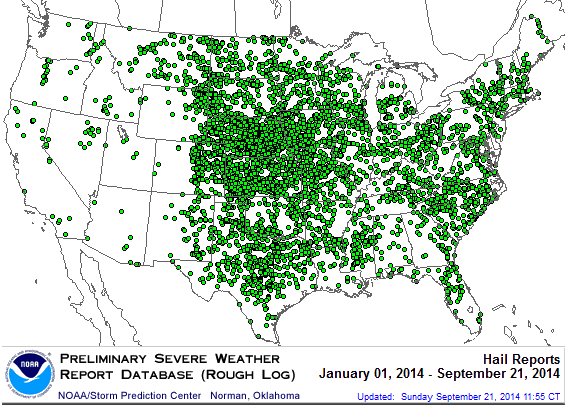 NOAA
PRELIMINARY SEVERE WEATHER
REPORT DATABASE (ROUGH LOG)
NOAA/Storm Prediction Center Norman, Oklahoma
Hail Reports
January 01, 2014 - September 21, 2014
Updated: Sunday September 21, 2014 11:55 CT